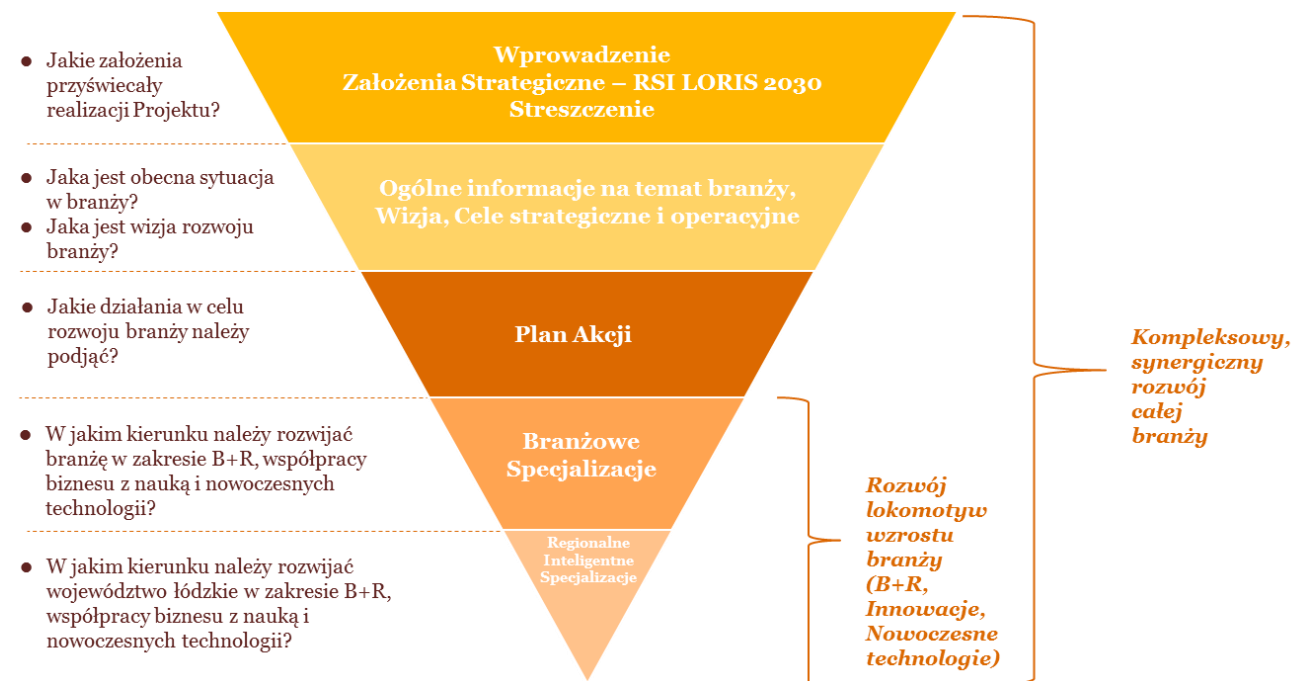 ● Jakie założenia
przyświecały
realizacji Projektu?
Wprowadzenie
Założenia Strategiczne – RSI LORIS 2030
Streszczenie
● Jaka jest obecna sytuacja
w branży?
● Jaka jest wizja rozwoju
branży?
Ogólne informacje na temat branży,
Wizja, Cele strategiczne i operacyjne
● Jakie działania w celu
rozwoju branży należy
podjąć?
Plan Akcji
● W jakim kierunku należy rozwijać
branżę w zakresie B+R, współpracy
biznesu z nauką i nowoczesnych
technologii?
Branżowe
Specjalizacje
● W jakim kierunku należy rozwijać
województwo łódzkie w zakresie B+R,
współpracy biznesu z nauką i
nowoczesnych technologii?
Regionalne
Inteligentne
Specjalizacje
Rozwój
lokomotyw
wzrostu
branży
(B+R,
Innowacje,
Nowoczesne
technologie)
Kompleksowy,
synergiczny
rozwój
całej
branży